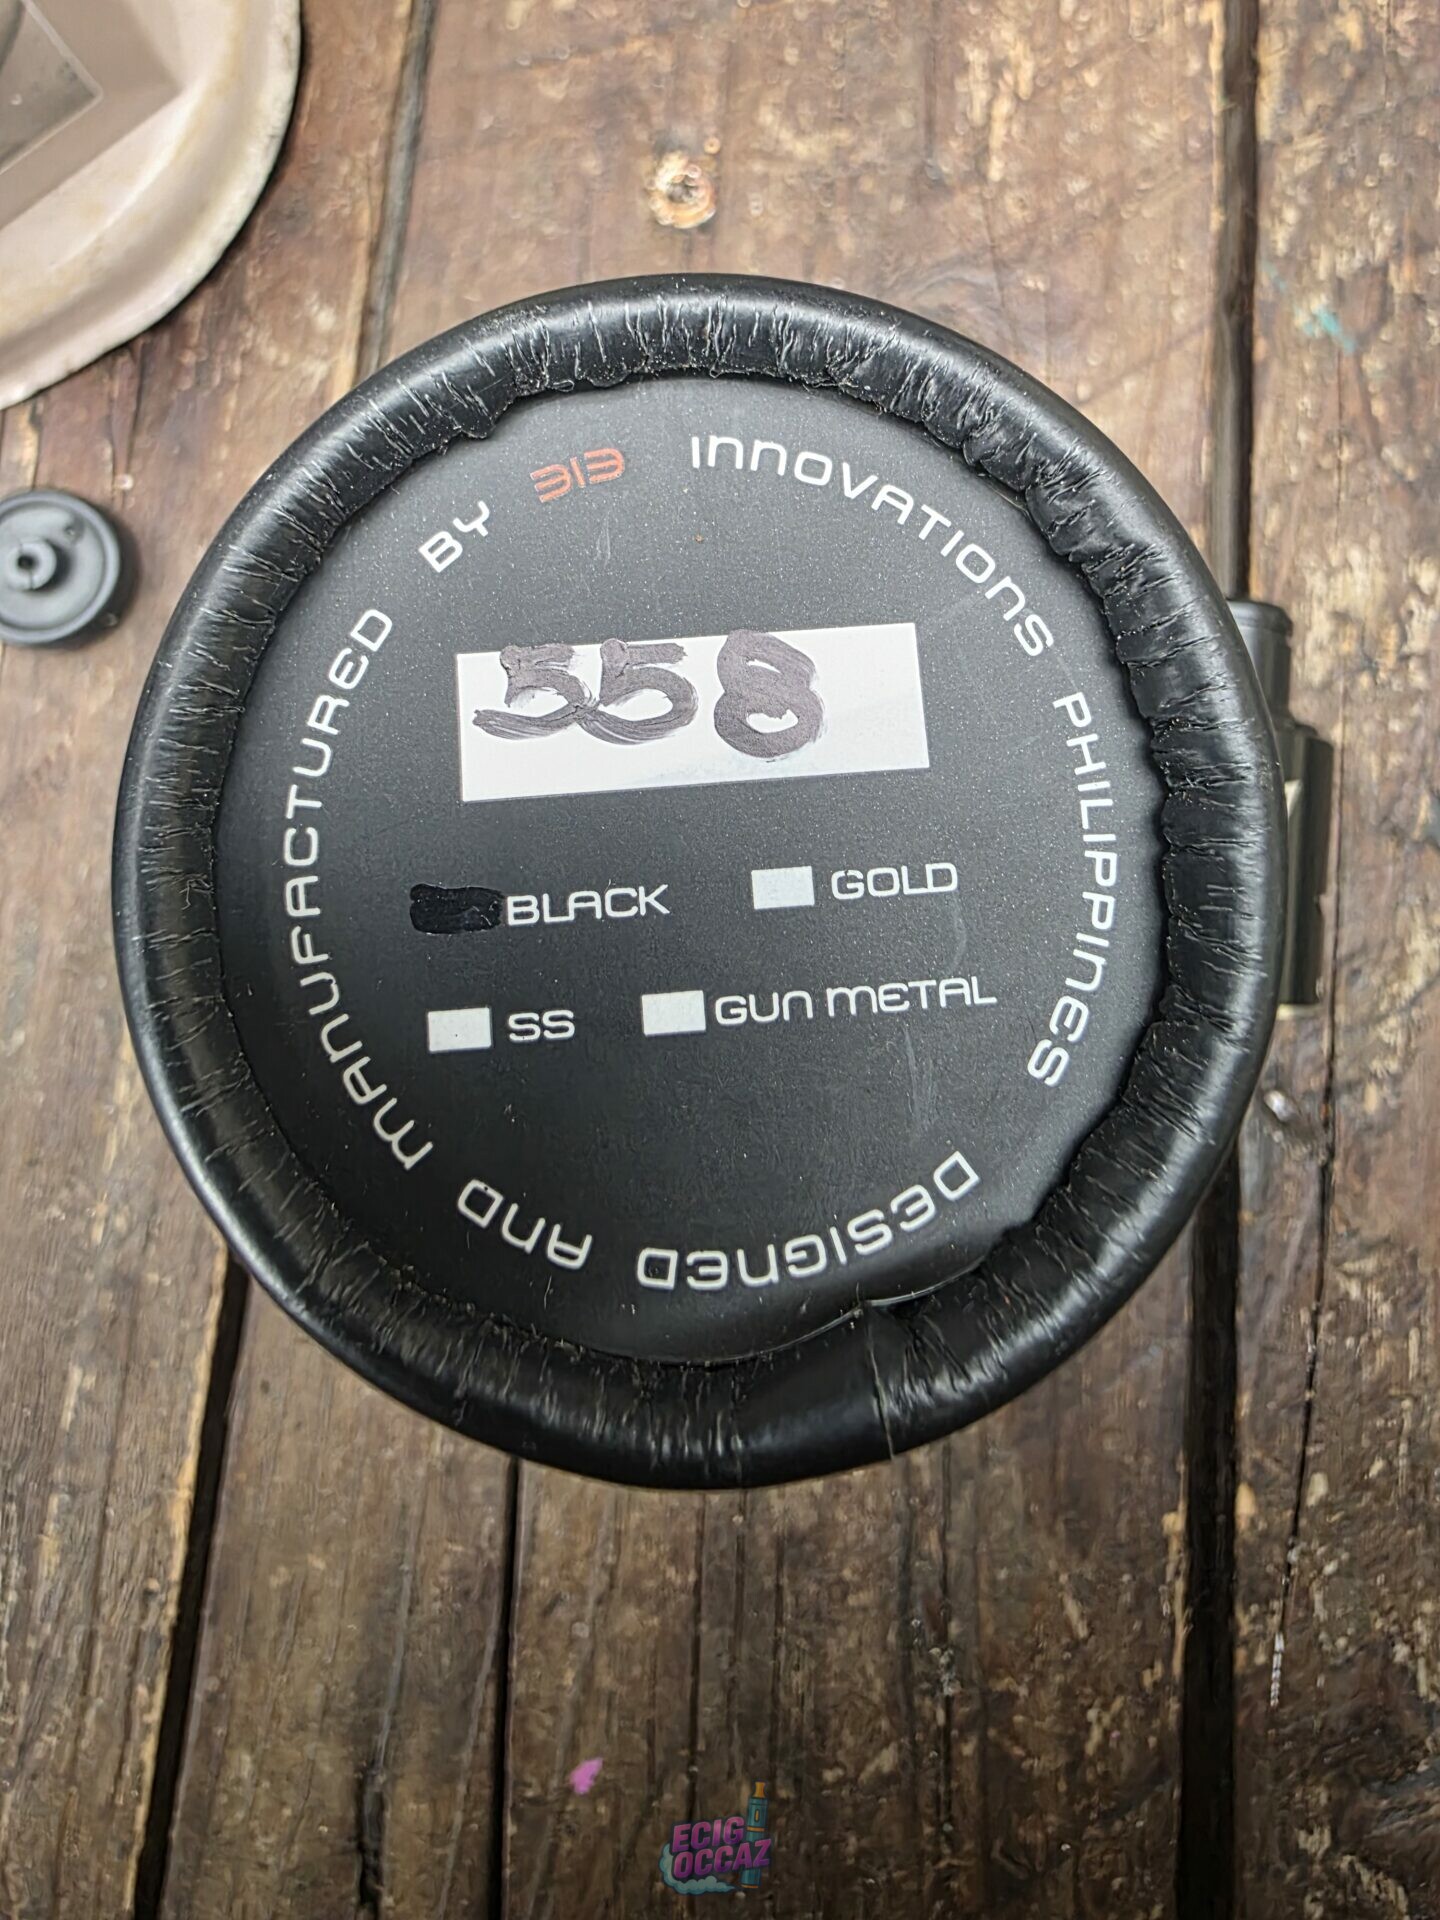 DESIGNED AND MANUFACTURED BY 313 INNOVATIONS PHILIPPINES
558
BLACK
GOLD
SS
GUN METAL
ECIG
OCCAZ